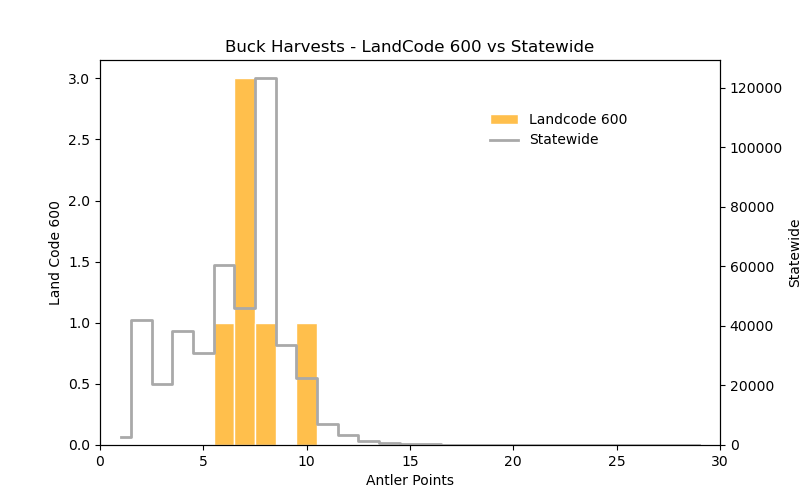 Buck Harvests - LandCode 600 vs Statewide
3.0
2.5
2.0
1.5
1.0
0.5
0.0
Land Code 600
Landcode 600
Statewide
120000
100000
80000
60000
40000
20000
0
Statewide
0 5 10 15 20 25 30
Antler Points